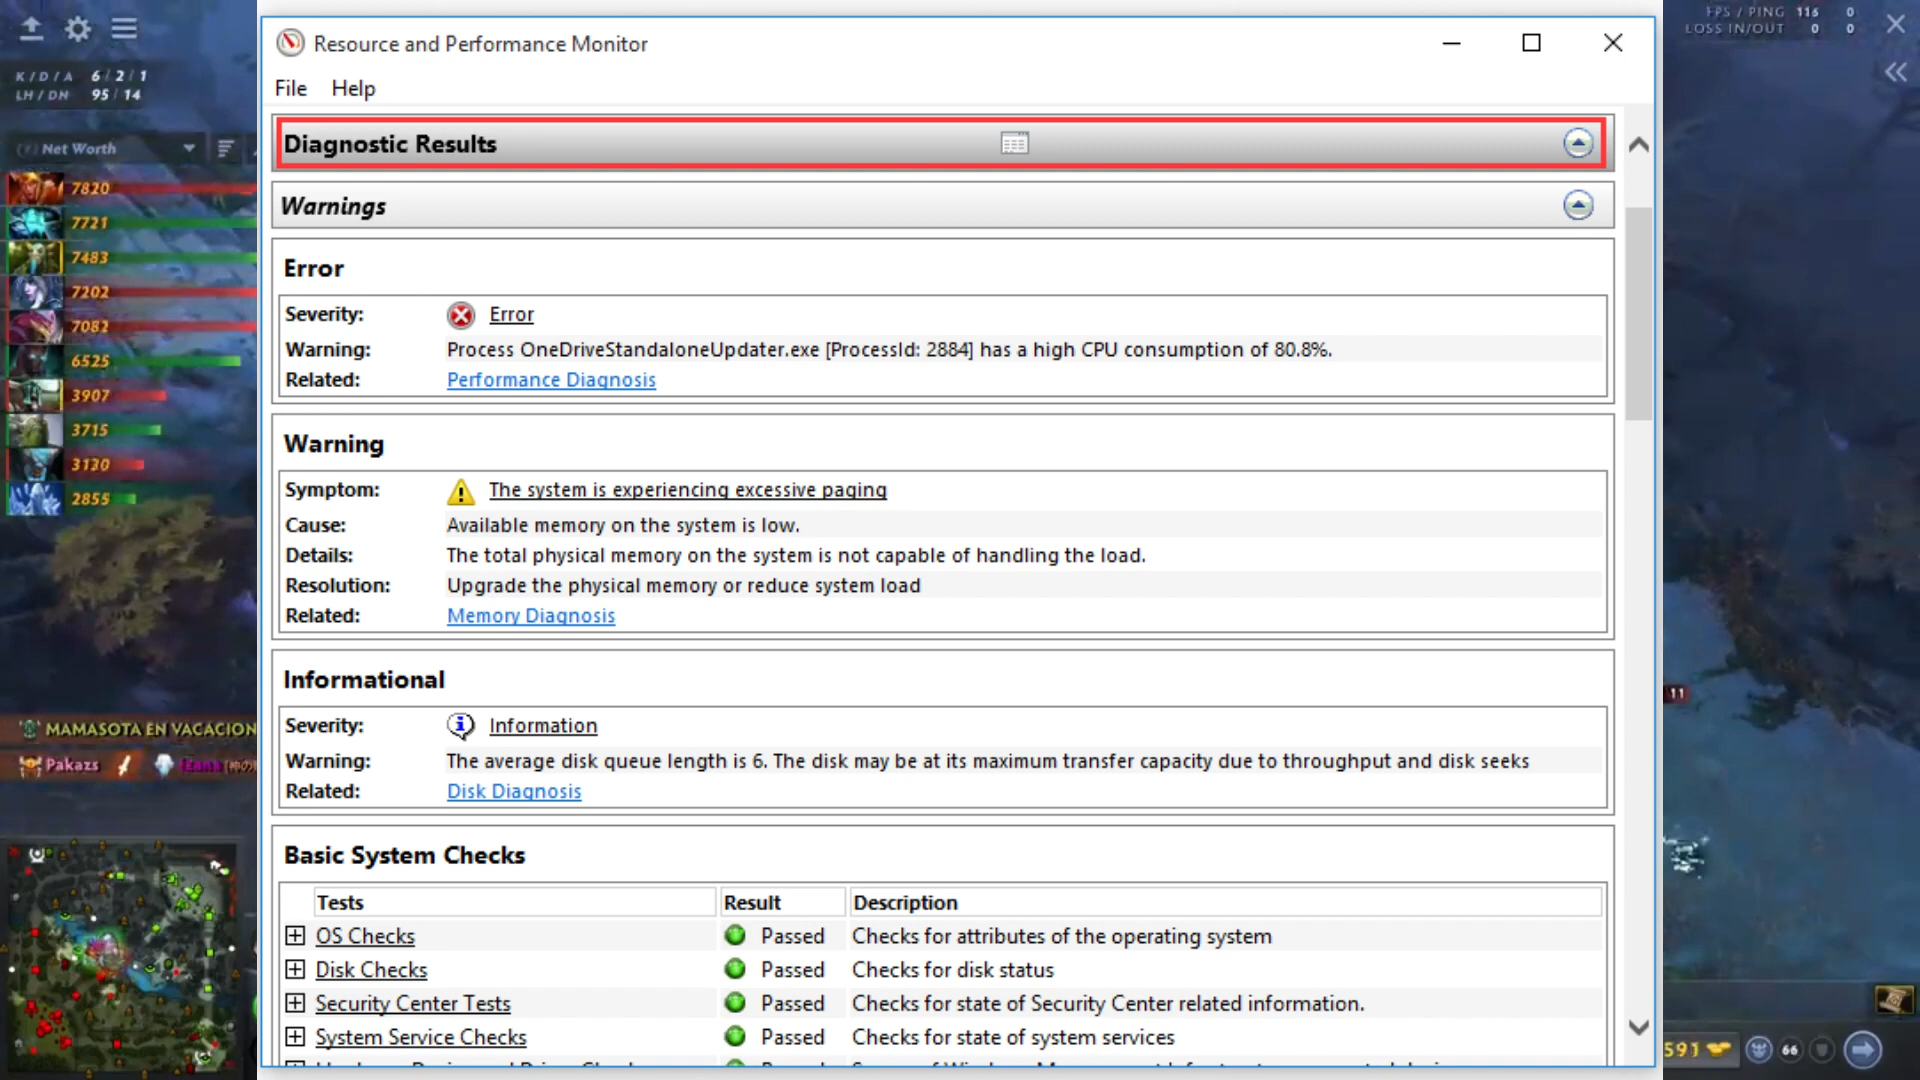 K / D / A 6 / 2 / 1
LH / DN 95 / 14
Net Worth
7820
7721
7483
7202
7082
6525
3907
3715
3130
2855
MAMASOTA EN VACACION
Pakazs
Resource and Performance Monitor
File Help
Diagnostic Results
Warnings
Error
Severity: Error
Warning: Process OneDriveStandaloneUpdater.exe [ProcessId: 2884] has a high CPU consumption of 80.8%.
Related: Performance Diagnosis
Warning
Symptom: The system is experiencing excessive paging
Cause: Available memory on the system is low.
Details: The total physical memory on the system is not capable of handling the load.
Resolution: Upgrade the physical memory or reduce system load
Related: Memory Diagnosis
Informational
Severity: Information
Warning: The average disk queue length is 6. The disk may be at its maximum transfer capacity due to throughput and disk seeks
Related: Disk Diagnosis
Basic System Checks
Tests Result Description
OS Checks Passed Checks for attributes of the operating system
Disk Checks Passed Checks for disk status
Security Center Tests Passed Checks for state of Security Center related information.
System Service Checks Passed Checks for state of system services
FPS / PING 116 0
LOSS IN/OUT 0 0
11
591 66